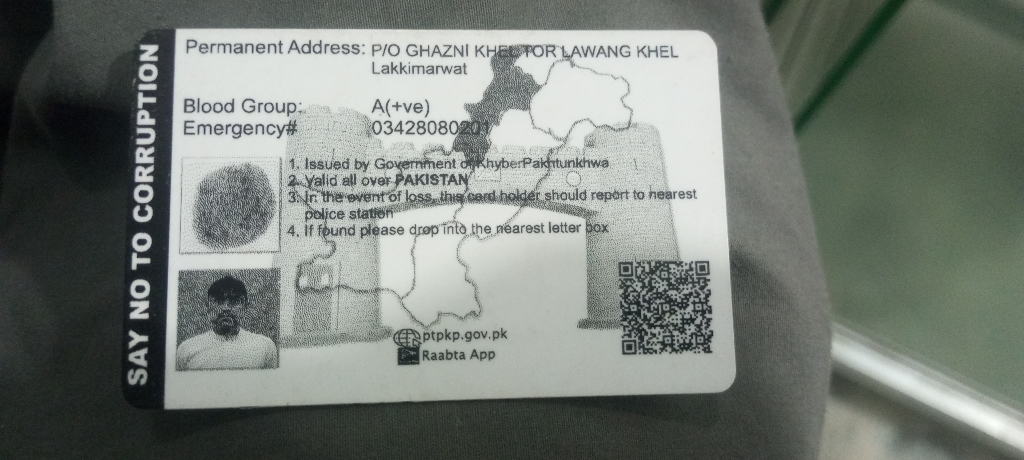 SAY NO TO CORRUPTION
Permanent Address: P/O GHAZNI KHEL TOR LAWANG KHEL
Lakkimarwat
Blood Group: A(+ve)
Emergency# 03428080201
1. Issued by Government of KhyberPakhtunkhwa
2. Valid all over PAKISTAN
3. In the event of loss, this card holder should report to nearest
police station
4. If found please drop into the nearest letter box
ptpkp.gov.pk
Raabta App